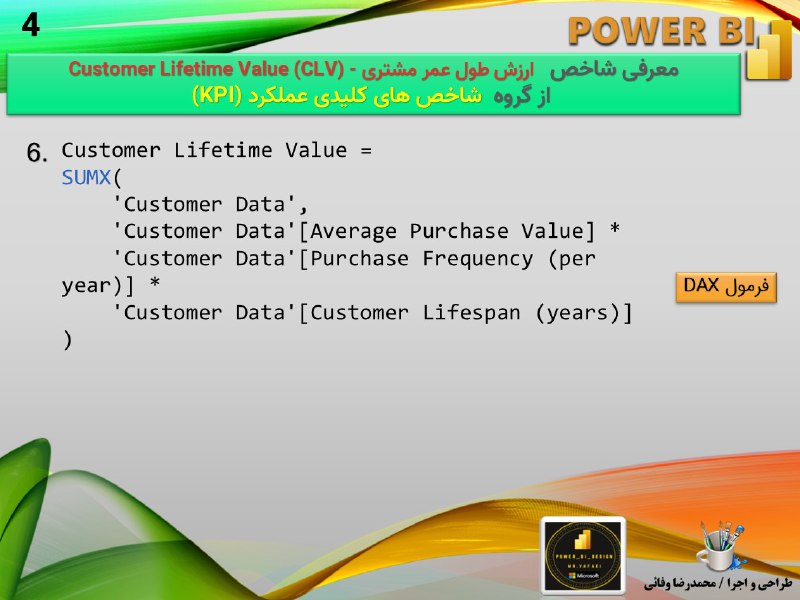 4
POWER BI
معرفی شاخص ارزش طول عمر مشتری - Customer Lifetime Value (CLV)
از گروه شاخص های کلیدی عملکرد (KPI)
6. Customer Lifetime Value =
SUMX(
'Customer Data',
'Customer Data'[Average Purchase Value] *
'Customer Data'[Purchase Frequency (per
year)] *
'Customer Data'[Customer Lifespan (years)]
)
فرمول DAX
POWER_BI_DESIGN
MR.VAFAEI
Microsoft
طراحی و اجرا / محمدرضا وفائی